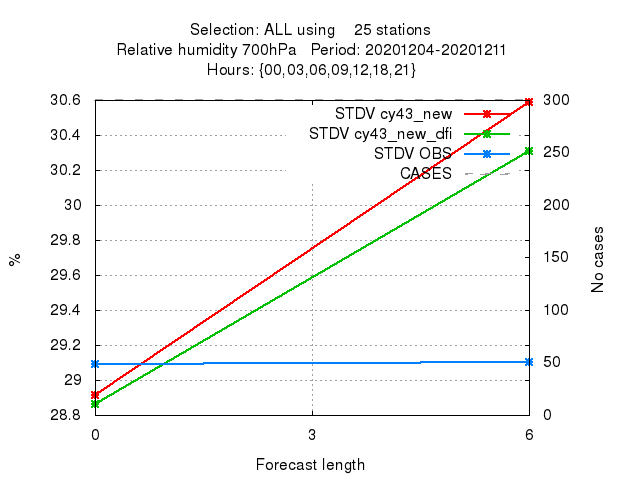 Selection: ALL using    25 stations
Relative humidity 700hPa   Period: 20201204-20201211
Hours: {00,03,06,09,12,18,21}
STDV cy43_new
STDV cy43_new_dfi
STDV OBS
CASES
30.6
30.4
30.2
30
29.8
29.6
29.4
29.2
29
28.8
%
300
250
200
150
100
50
0
No cases
0 3 6
Forecast length